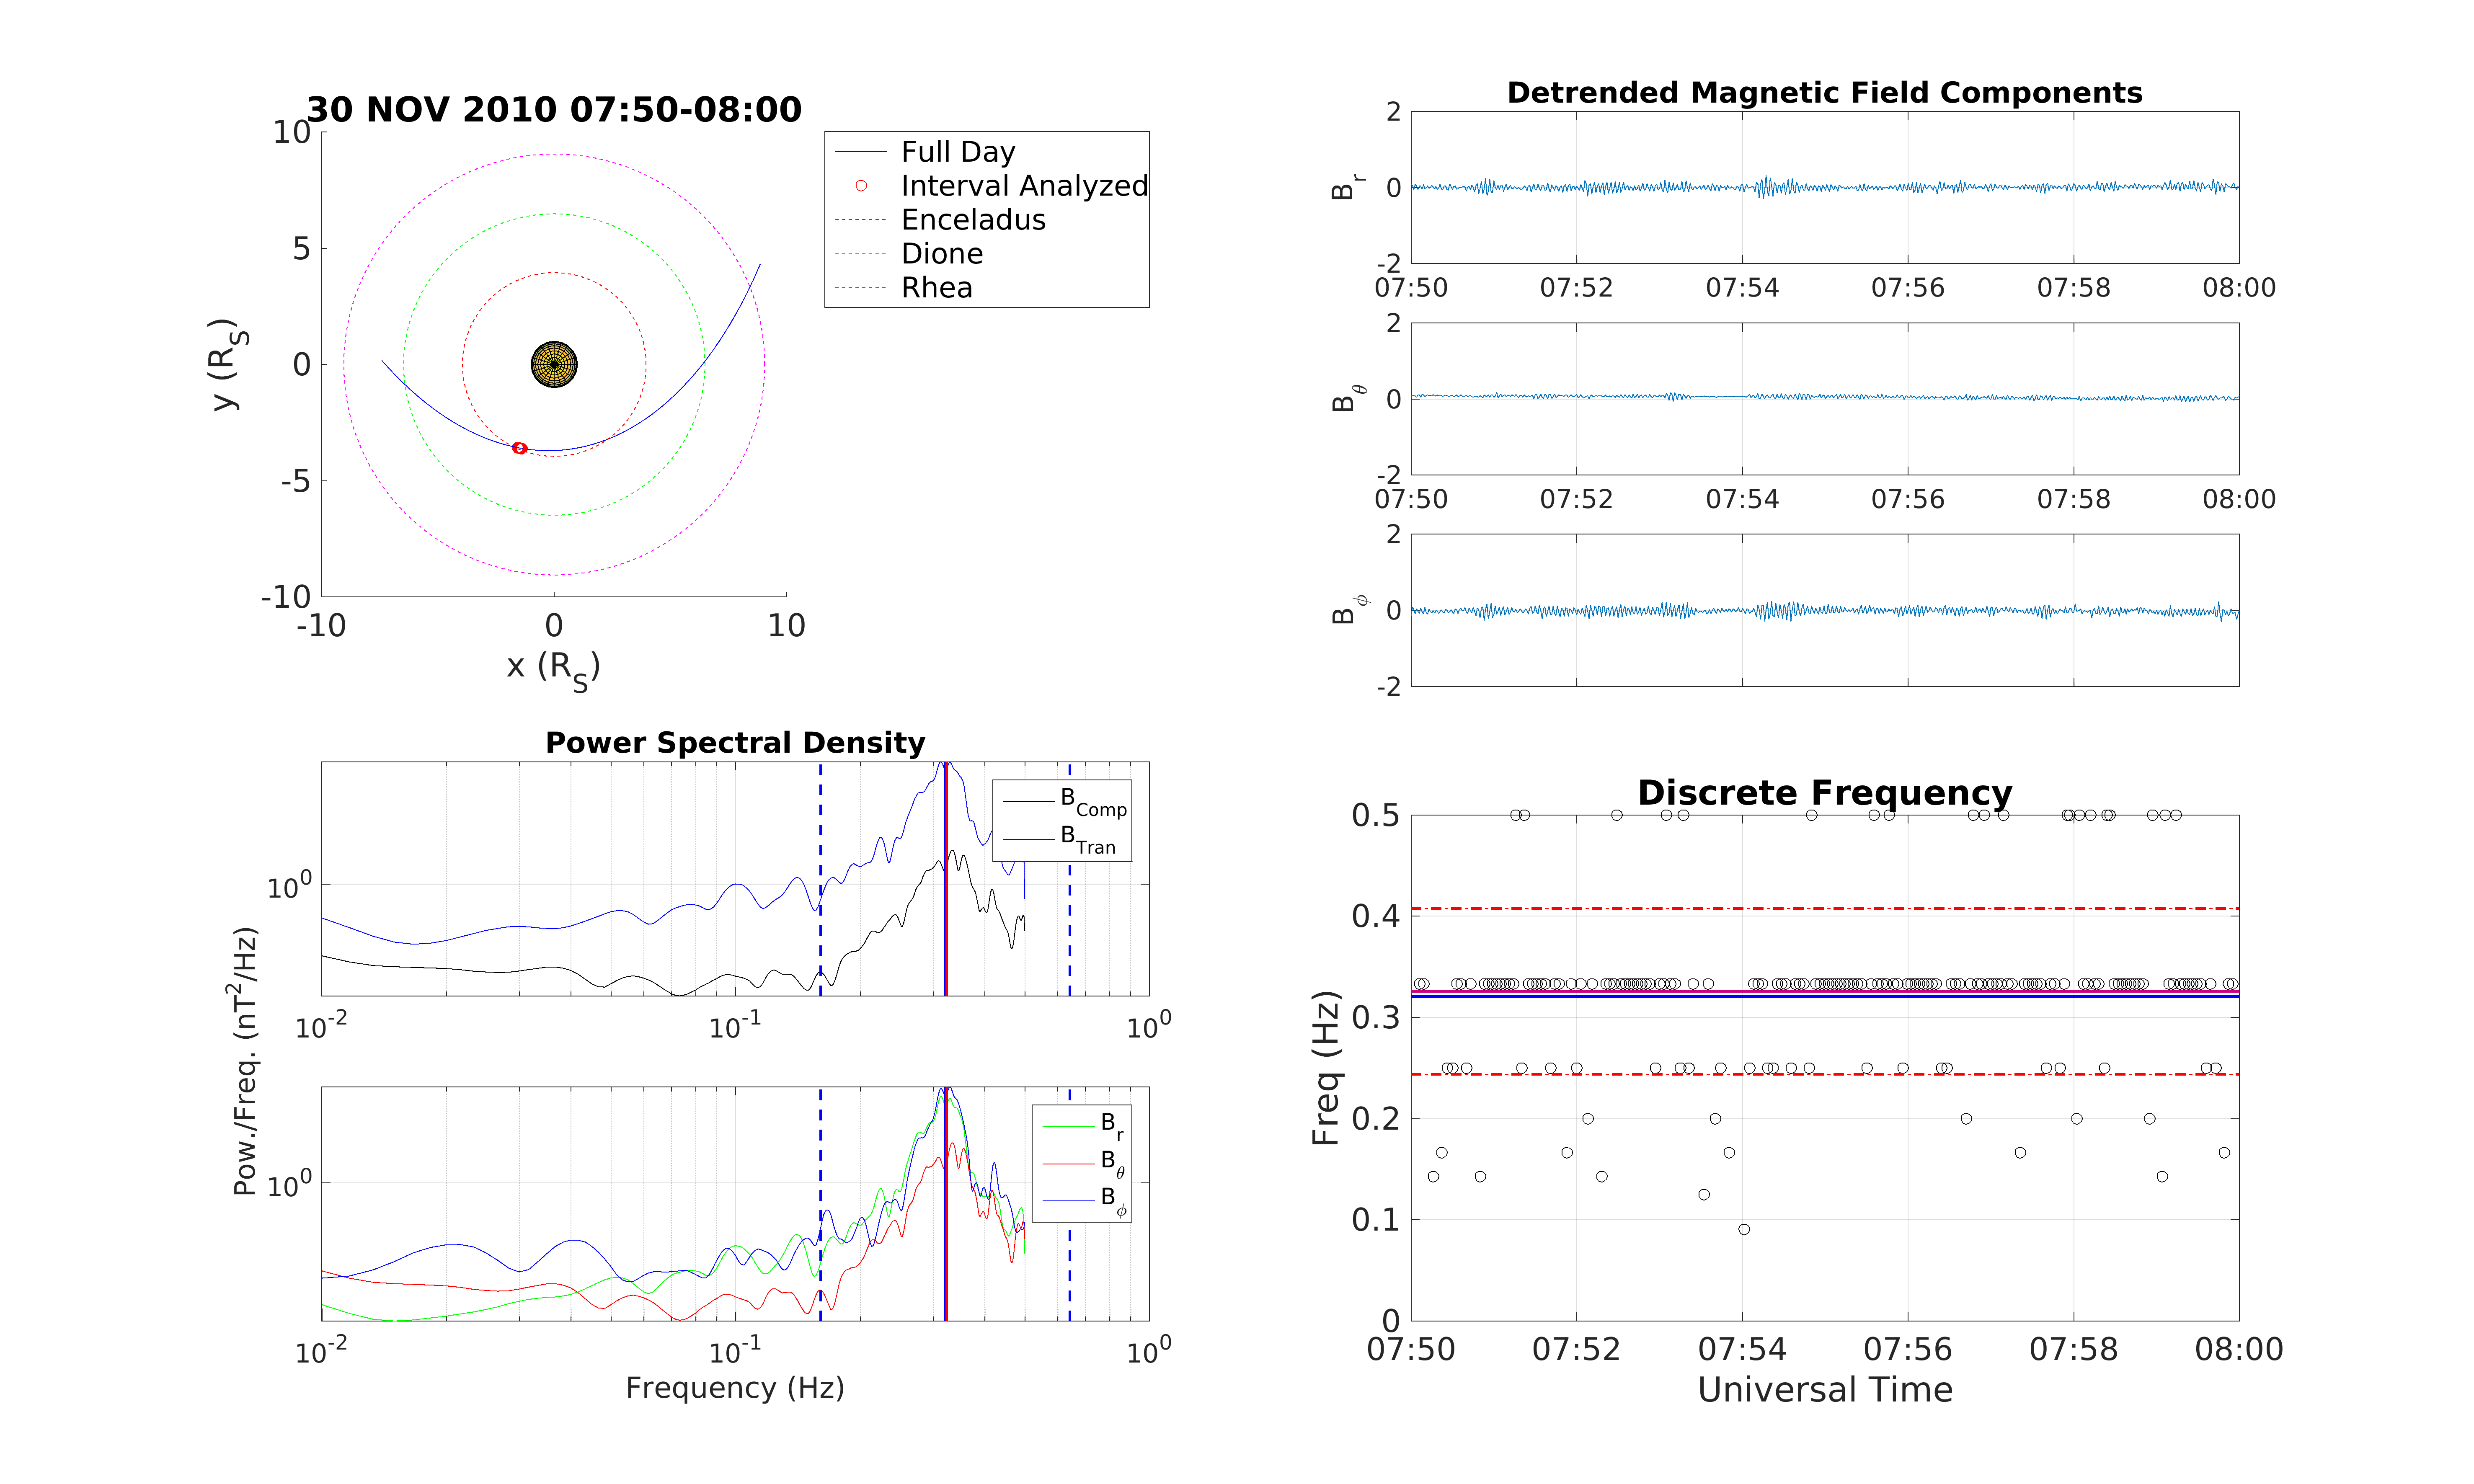 30 NOV 2010 07:50-08:00
10
5
0
-5
-10
-10
0
10
y (R_S)
x (R_S)
Full Day
Interval Analyzed
Enceladus
Dione
Rhea
Detrended Magnetic Field Components
2
0
-2
B_r
07:50
07:52
07:54
07:56
07:58
08:00
2
0
-2
B_θ
07:50
07:52
07:54
07:56
07:58
08:00
2
0
-2
B_ϕ
Power Spectral Density
10^0
B_Comp
B_Tran
10^-2
10^-1
10^0
Pow./Freq. (nT^2/Hz)
10^0
B_r
B_θ
B_ϕ
10^-2
10^-1
10^0
Frequency (Hz)
Discrete Frequency
0.5
0.4
0.3
0.2
0.1
0
Freq (Hz)
07:50
07:52
07:54
07:56
07:58
08:00
Universal Time